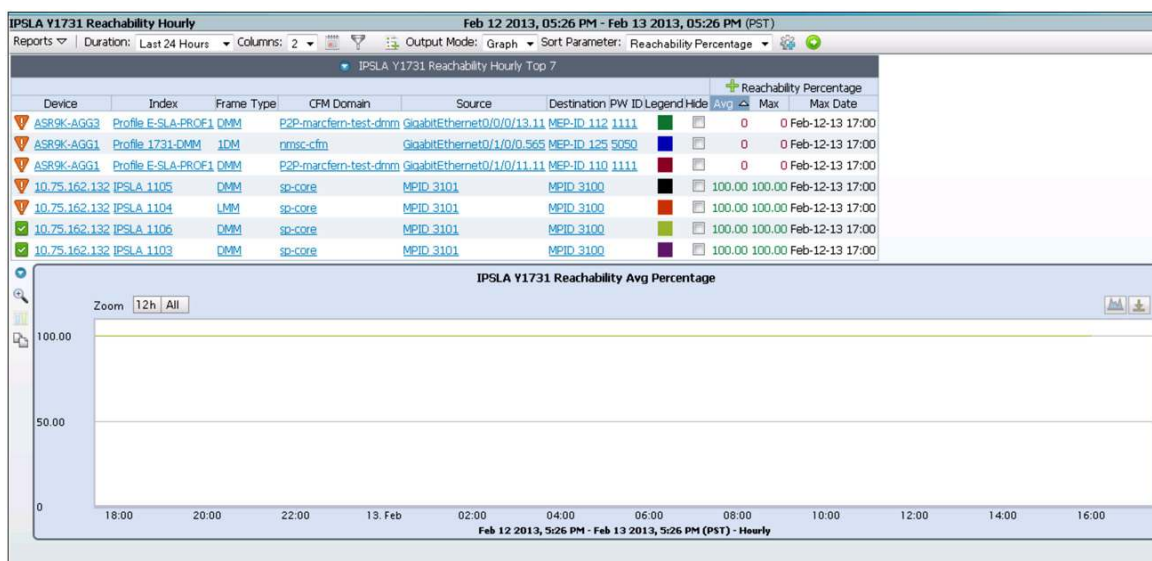 IPSLA Y1731 Reachability Hourly Feb 12 2013, 05:26 PM - Feb 13 2013, 05:26 PM (PST)
Reports Duration: Last 24 Hours Columns: 2 Output Mode: Graph Sort Parameter: Reachability Percentage
IPSLA Y1731 Reachability Hourly Top 7
Reachability Percentage
Device Index Frame Type CFM Domain Source Destination PW ID Legend Hide Avg Max Max Date
ASR9K-AGG3 Profile E-SLA-PROF1 DMM P2P-marcfern-test-dmm GigabitEthernet0/0/0/13.11 MEP-ID 112 1111 0 0 Feb-12-13 17:00
ASR9K-AGG1 Profile 1731-DMM 1DM nmsc-cfm GigabitEthernet0/1/0/0.565 MEP-ID 125 5050 0 0 Feb-12-13 17:00
ASR9K-AGG1 Profile E-SLA-PROF1 DMM P2P-marcfern-test-dmm GigabitEthernet0/1/0/11.11 MEP-ID 110 1111 0 0 Feb-12-13 17:00
10.75.162.132 IPSLA 1105 DMM sp-core MPID 3101 MPID 3100 100.00 100.00 Feb-12-13 17:00
10.75.162.132 IPSLA 1104 LMM sp-core MPID 3101 MPID 3100 100.00 100.00 Feb-12-13 17:00
10.75.162.132 IPSLA 1106 DMM sp-core MPID 3101 MPID 3100 100.00 100.00 Feb-12-13 17:00
10.75.162.132 IPSLA 1103 DMM sp-core MPID 3101 MPID 3100 100.00 100.00 Feb-12-13 17:00
IPSLA Y1731 Reachability Avg Percentage
Zoom 12h All
100.00
50.00
0
18:00 20:00 22:00 13. Feb 02:00 04:00 06:00 08:00 10:00 12:00 14:00 16:00
Feb 12 2013, 5:26 PM - Feb 13 2013, 5:26 PM (PST) - Hourly